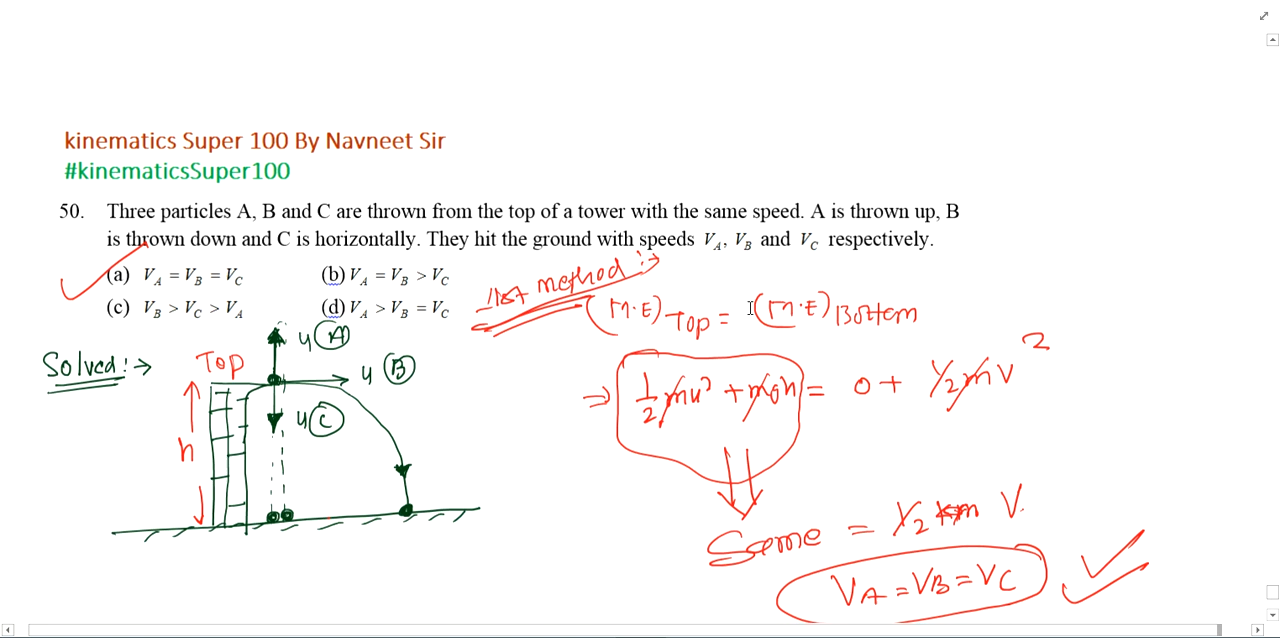 kinematics Super 100 By Navneet Sir
#kinematicsSuper100
50. Three particles A, B and C are thrown from the top of a tower with the same speed. A is thrown up, B
is thrown down and C is horizontally. They hit the ground with speeds V_A, V_B and V_C respectively.
(a) V_A = V_B = V_C (b) V_A = V_B > V_C
(c) V_B > V_C > V_A (d) V_A > V_B = V_C
1st method :→
(M.E)Top = (M.E)Bottom
Solved :→
Top
u A
u B
u C
h
⇒ 1/2 mu² + mgh = 0 + 1/2 mv²
Same = 1/2 m V.
VA = VB = VC